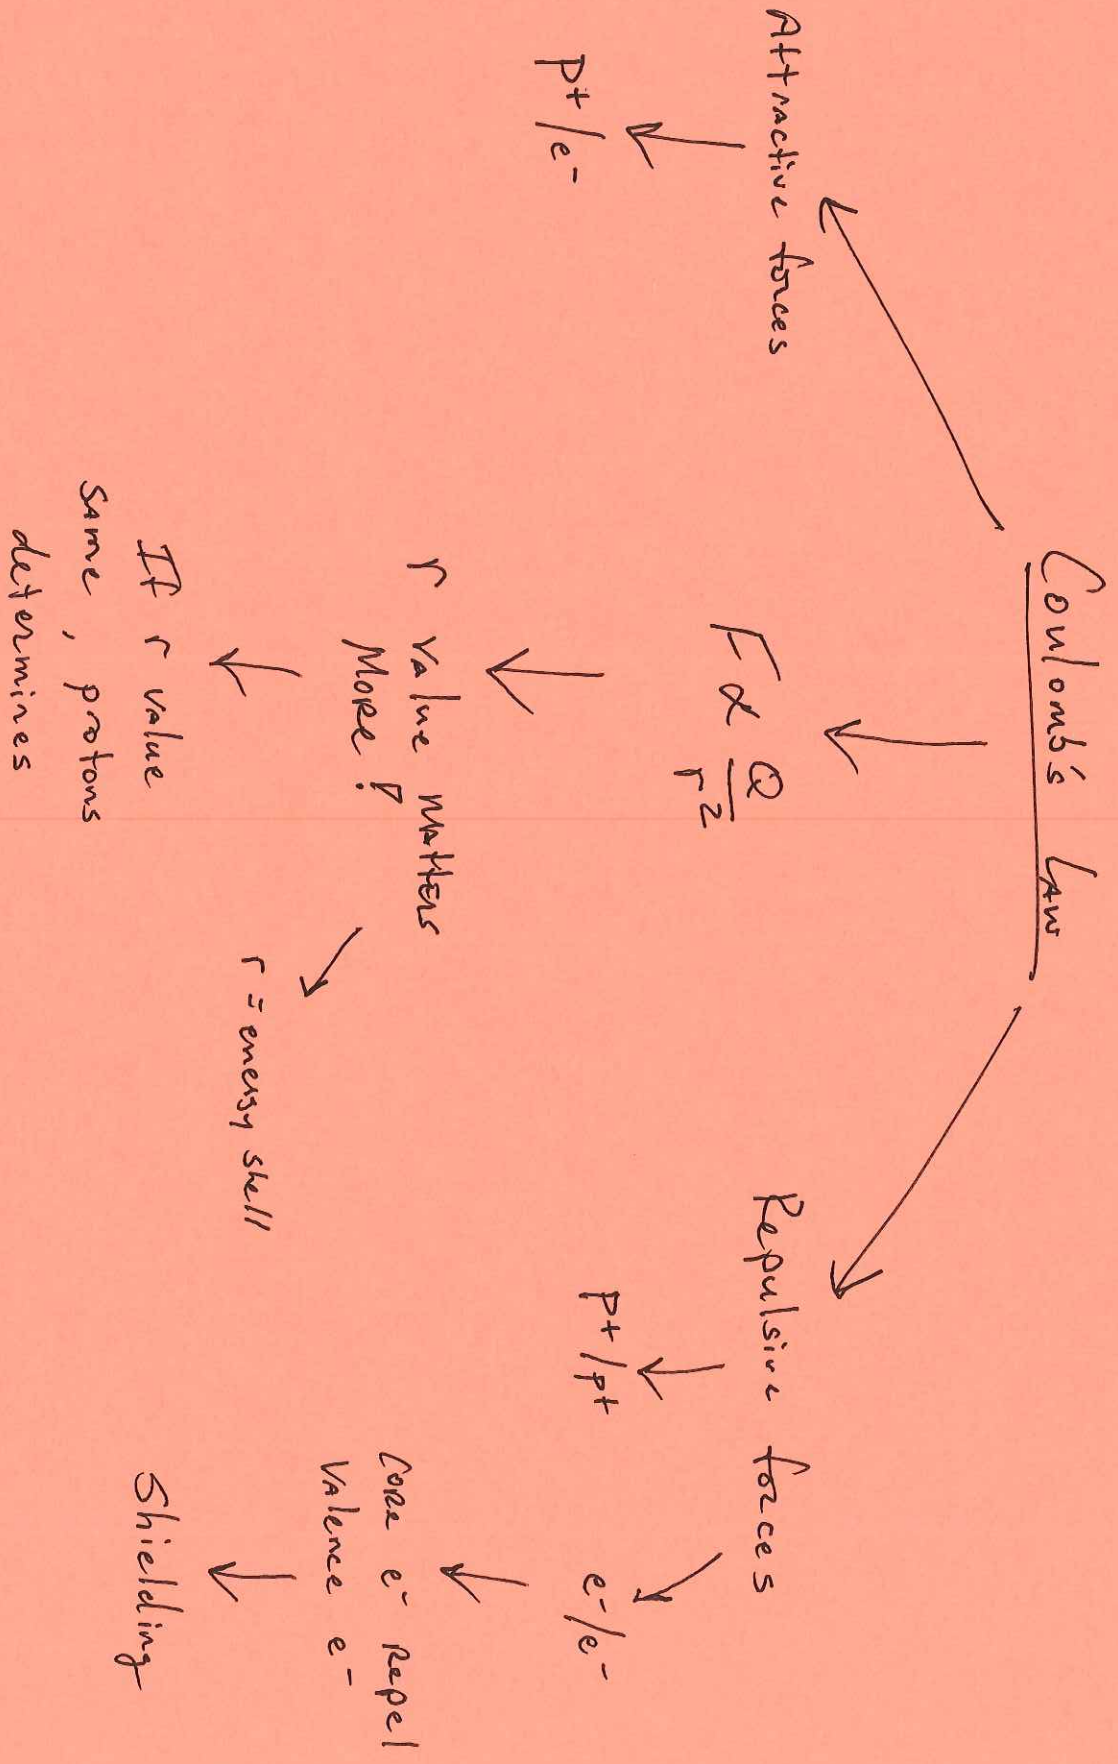 Coulomb's Law
Attractive forces
p+/e-
F α Q/r²
r value matters
More!
If r value
same, protons
determines
r = energy shell
Repulsive forces
p+/p+
e-/e-
Core e- repel
valence e-
Shielding